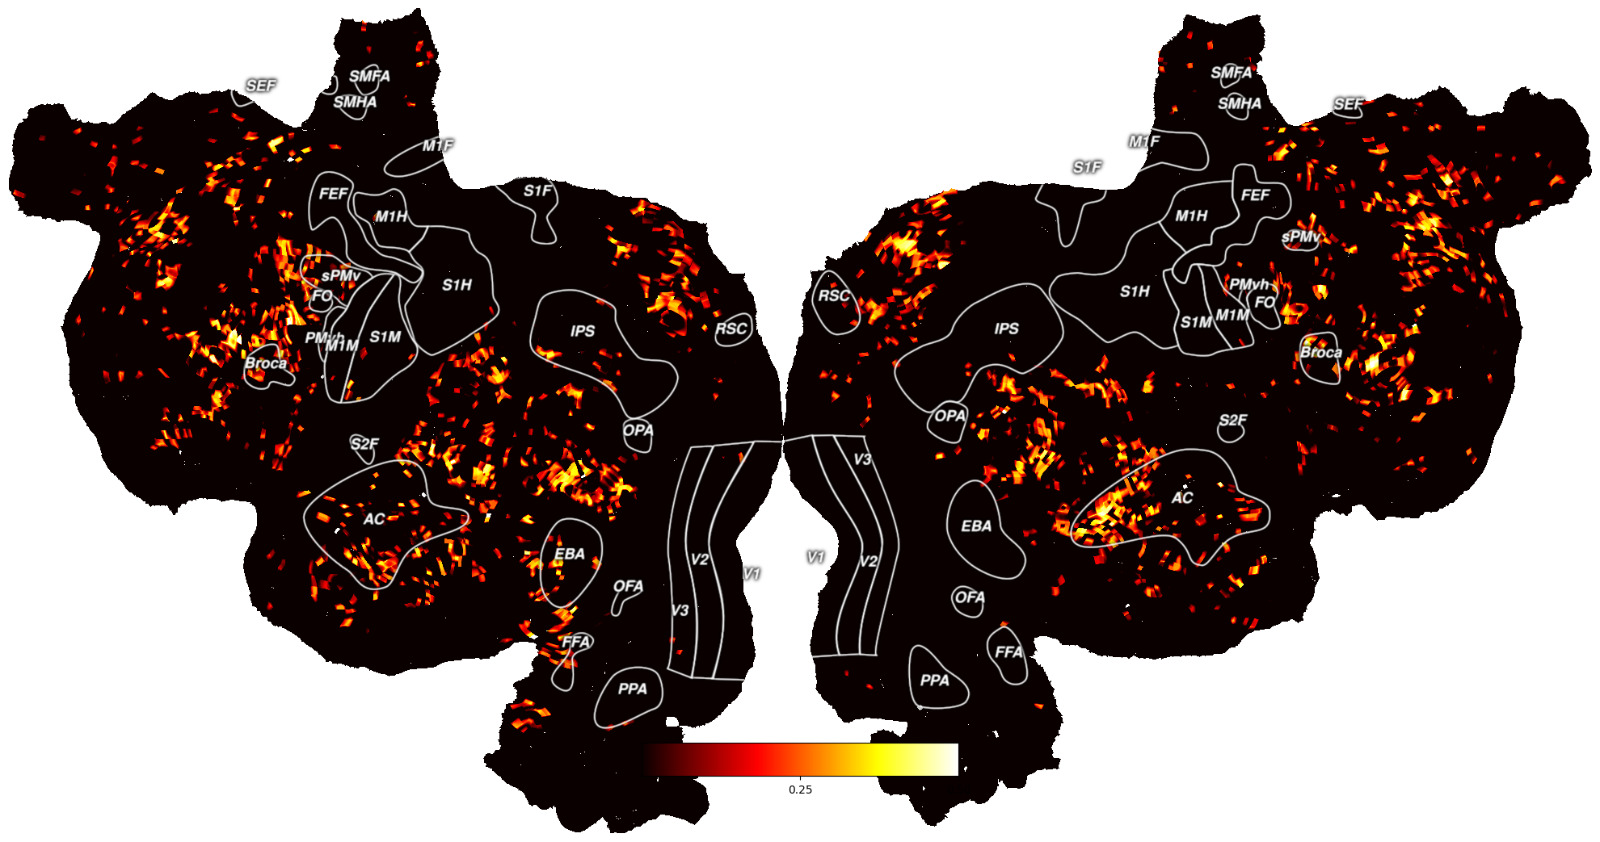 SMFA
SEF
SMHA
M1F
FEF
M1H
S1F
sPMv
FO
S1H
PMvh
M1M
S1M
Broca
IPS
RSC
S2F
OPA
AC
EBA
OFA
V2
V1
V3
FFA
PPA
SMFA
SMHA
SEF
M1F
S1F
FEF
M1H
sPMv
RSC
S1H
PMvh
FO
M1M
S1M
IPS
Broca
OPA
S2F
V3
AC
EBA
V1
V2
OFA
FFA
PPA
0.25